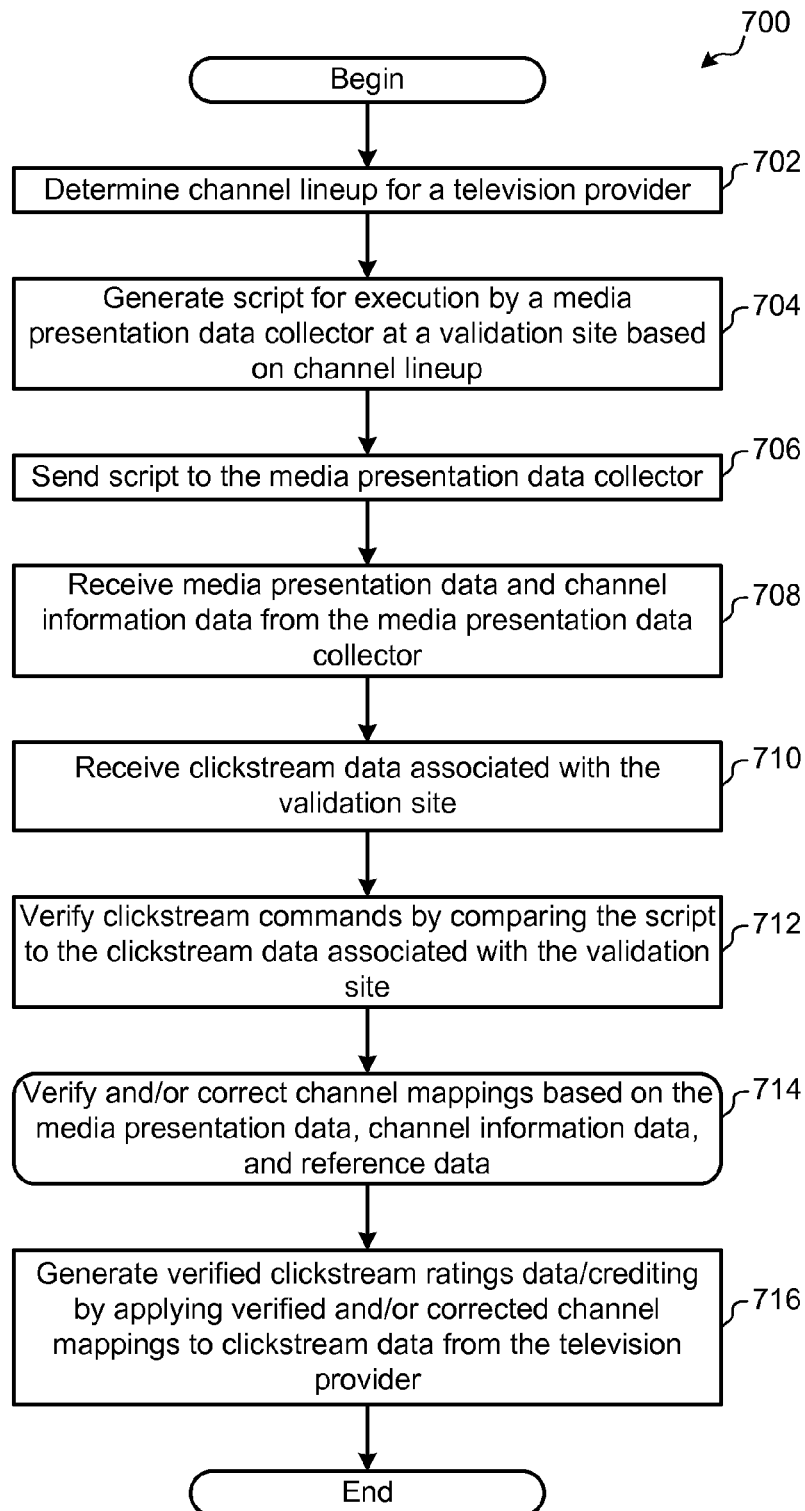 700
Begin
702
Determine channel lineup for a television provider
Generate script for execution by a media
presentation data collector at a validation site based
on channel lineup
704
Send script to the media presentation data collector
706
Receive media presentation data and channel
information data from the media presentation data
collector
708
Receive clickstream data associated with the
validation site
710
Verify clickstream commands by comparing the script
to the clickstream data associated with the validation
site
712
Verify and/or correct channel mappings based on the
media presentation data, channel information data,
and reference data
714
Generate verified clickstream ratings data/crediting
by applying verified and/or corrected channel
mappings to clickstream data from the television
provider
716
End